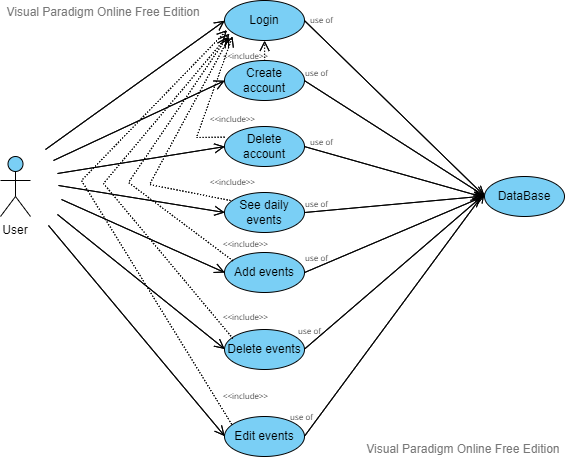 Visual Paradigm Online Free Edition
Login
use of
<<include>>
Create
account
use of
<<include>>
Delete
account
use of
<<include>>
See daily
events
use of
DataBase
User
<<include>>
Add events
use of
<<include>>
Delete events
use of
<<include>>
Edit events
use of
Visual Paradigm Online Free Edition